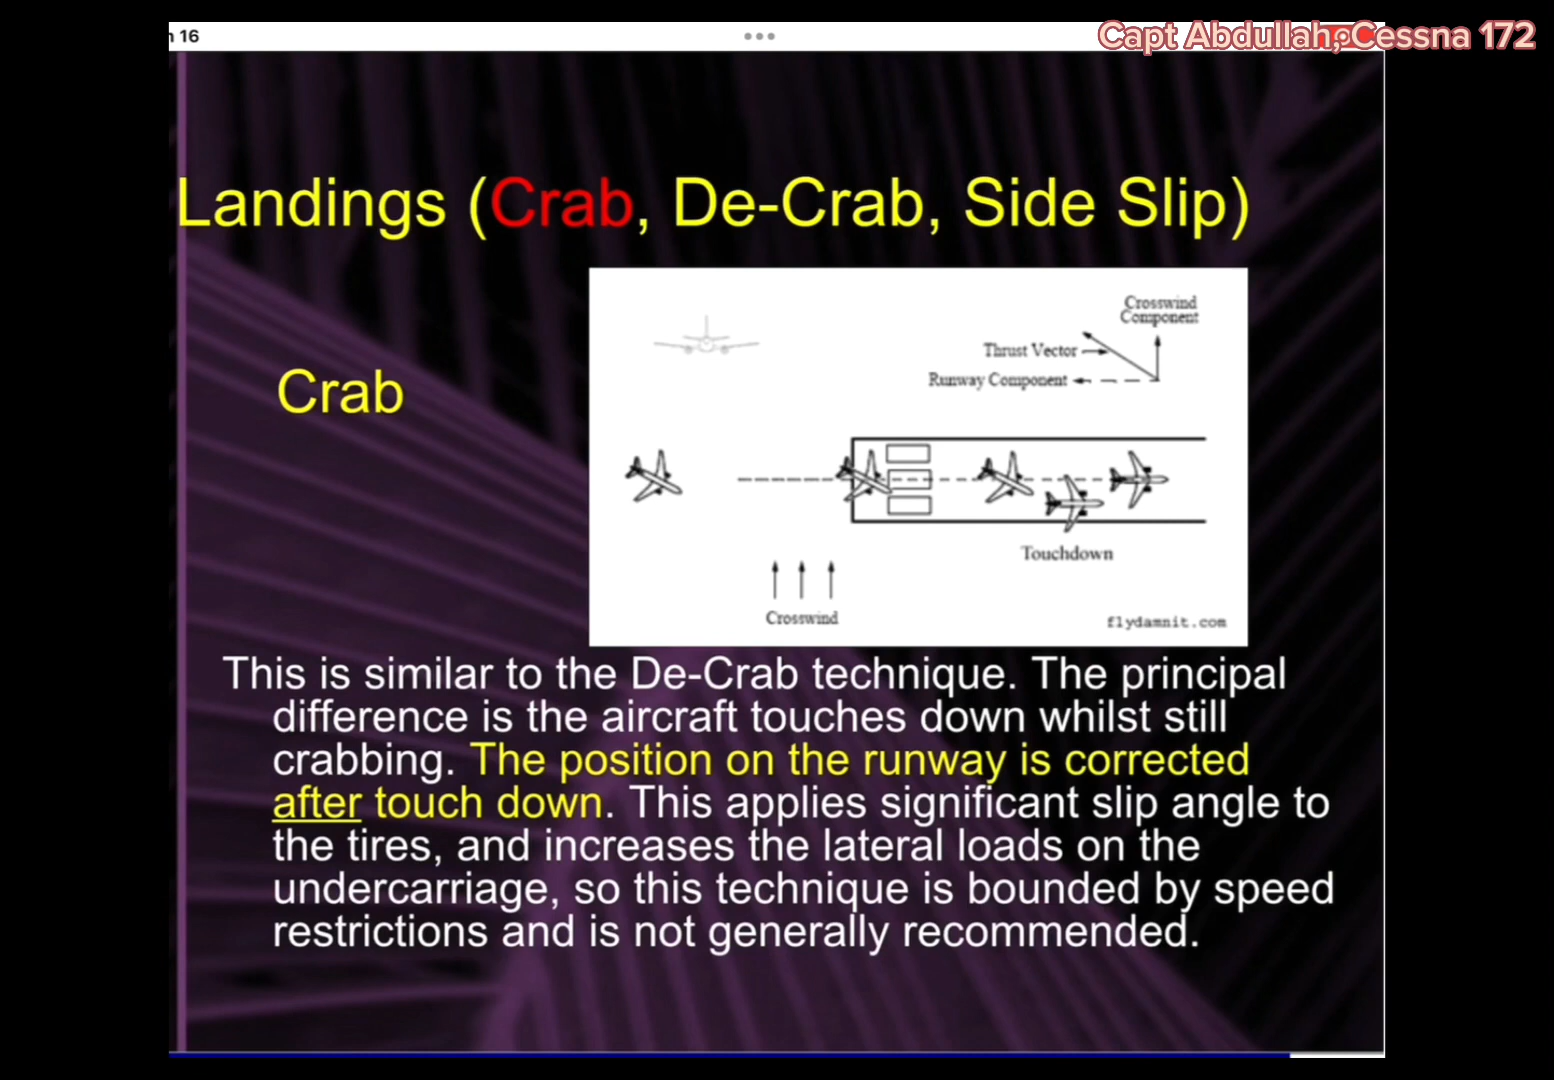 16
Capt Abdullah, Cessna 172
Landings (Crab, De-Crab, Side Slip)
Crab
Crosswind
Component
Thrust Vector
Runway Component
Touchdown
Crosswind
flydamnit.com
This is similar to the De-Crab technique. The principal
difference is the aircraft touches down whilst still
crabbing. The position on the runway is corrected
after touch down. This applies significant slip angle to
the tires, and increases the lateral loads on the
undercarriage, so this technique is bounded by speed
restrictions and is not generally recommended.